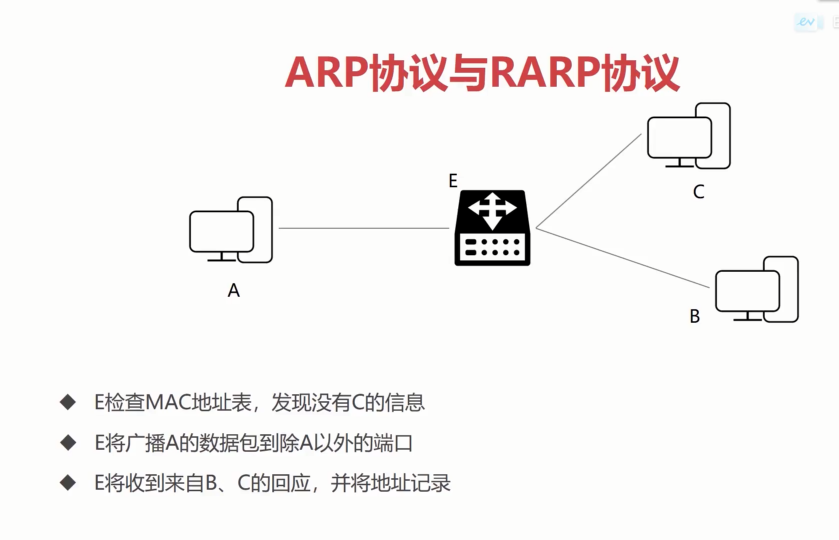 ev
ARP协议与RARP协议
E
C
A
B
E检查MAC地址表，发现没有C的信息
E将广播A的数据包到除A以外的端口
E将收到来自B、C的回应，并将地址记录